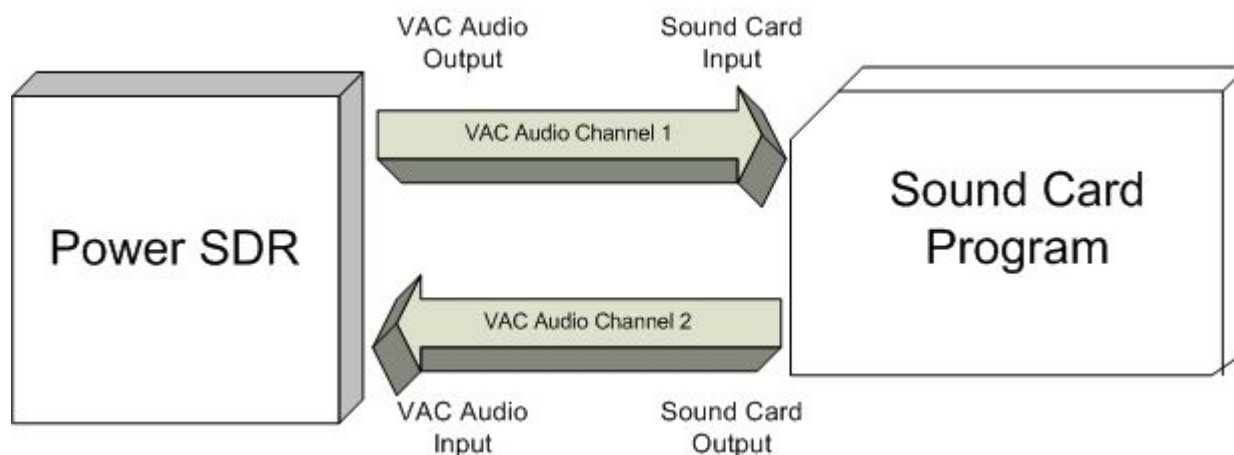 VAC Audio
Output
Sound Card
Input
VAC Audio Channel 1
Power SDR
Sound Card
Program
VAC Audio Channel 2
VAC Audio
Input
Sound Card
Output